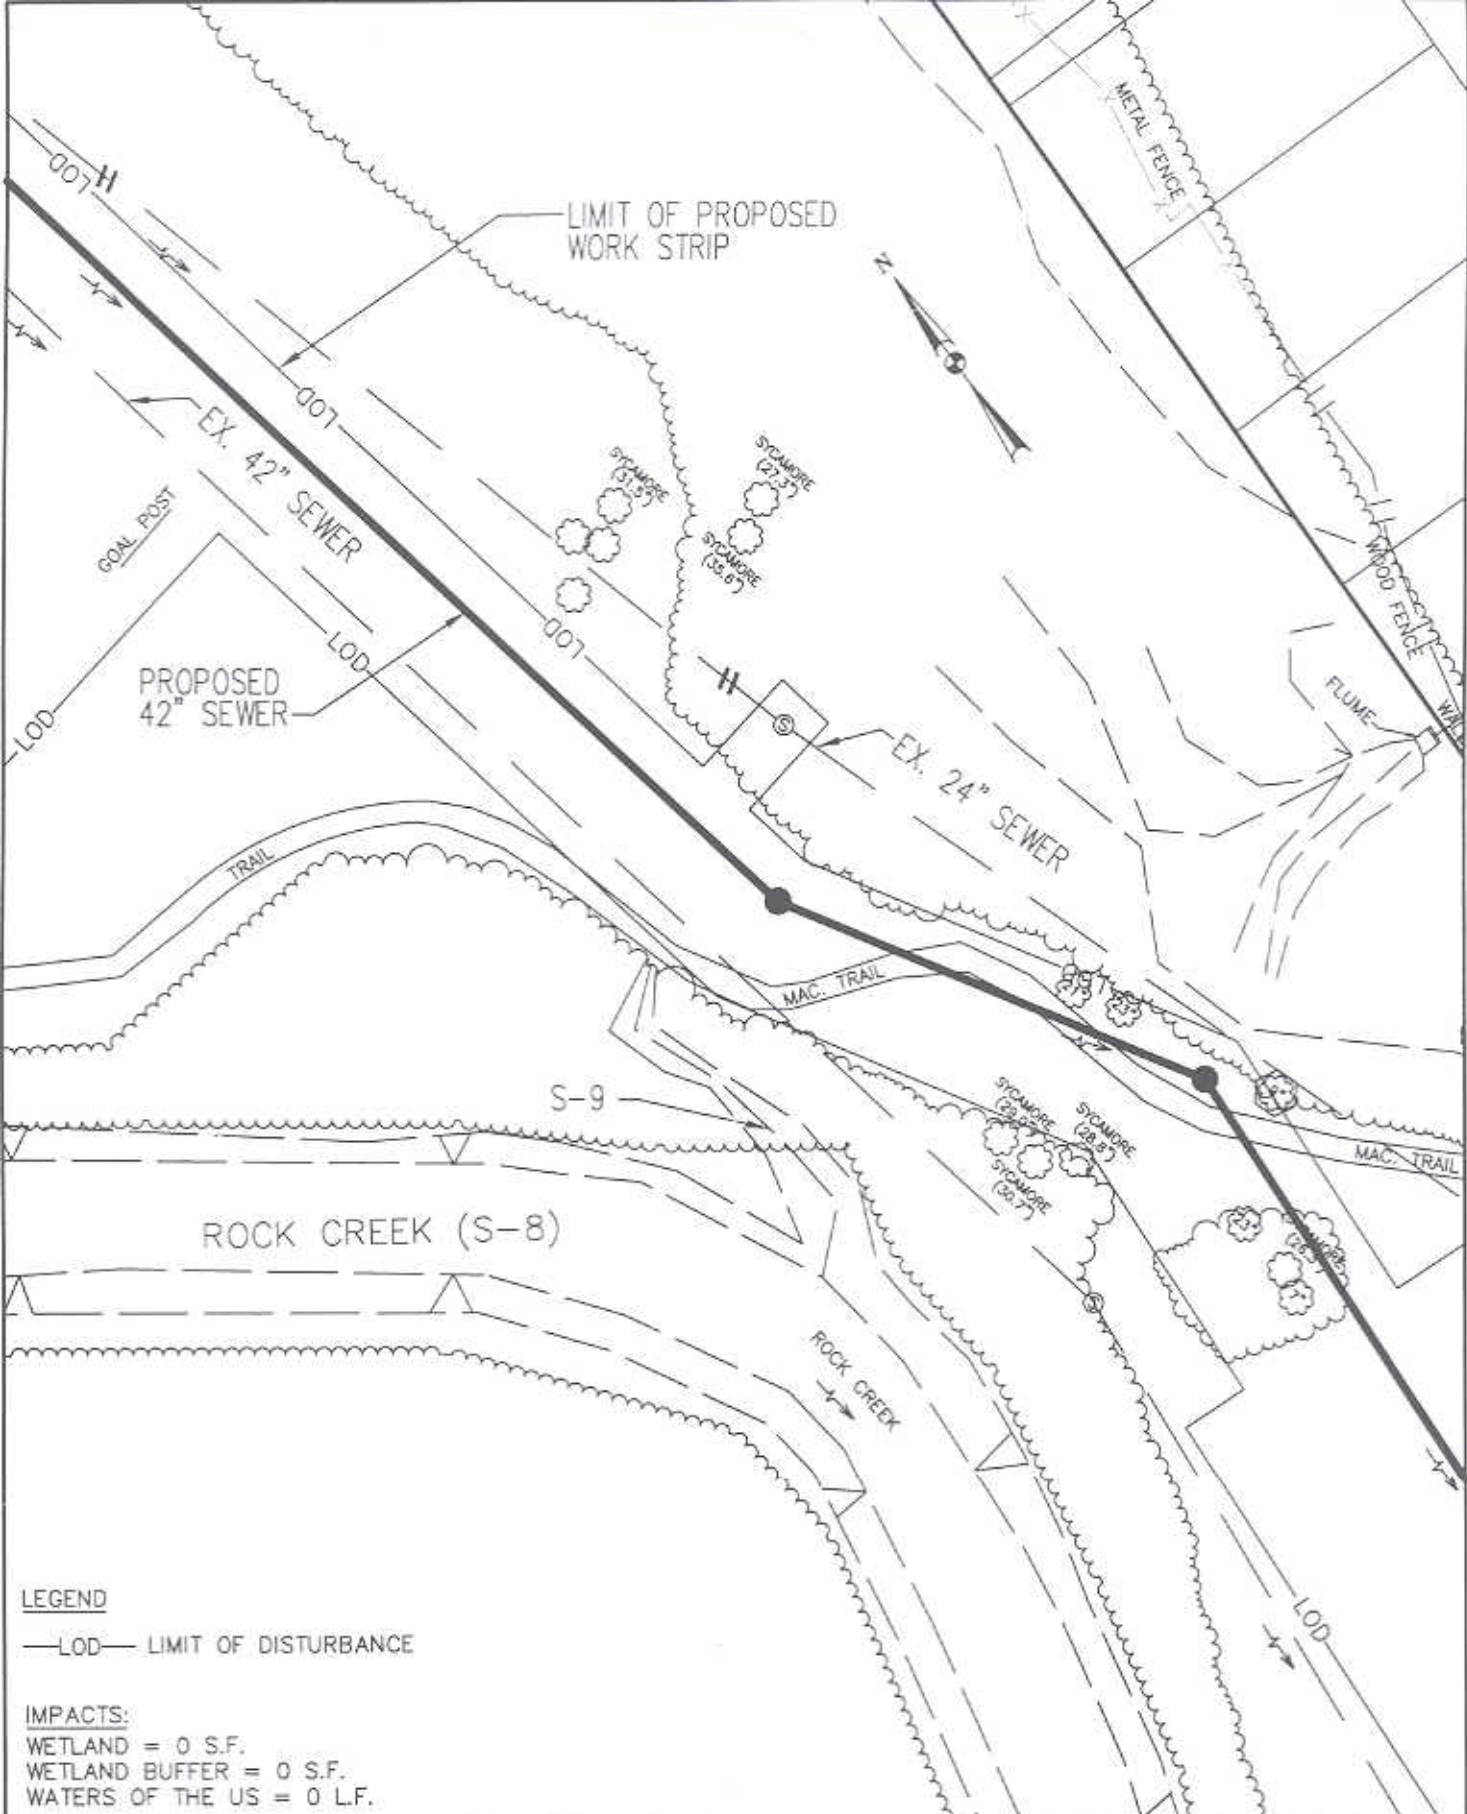 METAL FENCE
LOD
LIMIT OF PROPOSED
WORK STRIP
N
LOD
EX. 42" SEWER
SYCAMORE
(31.5")
SYCAMORE
(27.3")
SYCAMORE
(35.6")
GOAL POST
WOOD FENCE
LOD
LOD
PROPOSED
42" SEWER
LOD
S
FLUME
EX. 24" SEWER
TRAIL
MAC. TRAIL
S-9
SYCAMORE
SYCAMORE
(28.8")
SYCAMORE
(30.7")
MAC. TRAIL
ROCK CREEK (S-8)
23"
S
ROCK CREEK
LOD
LEGEND
LOD LIMIT OF DISTURBANCE
IMPACTS:
WETLAND = 0 S.F.
WETLAND BUFFER = 0 S.F.
WATERS OF THE US = 0 L.F.